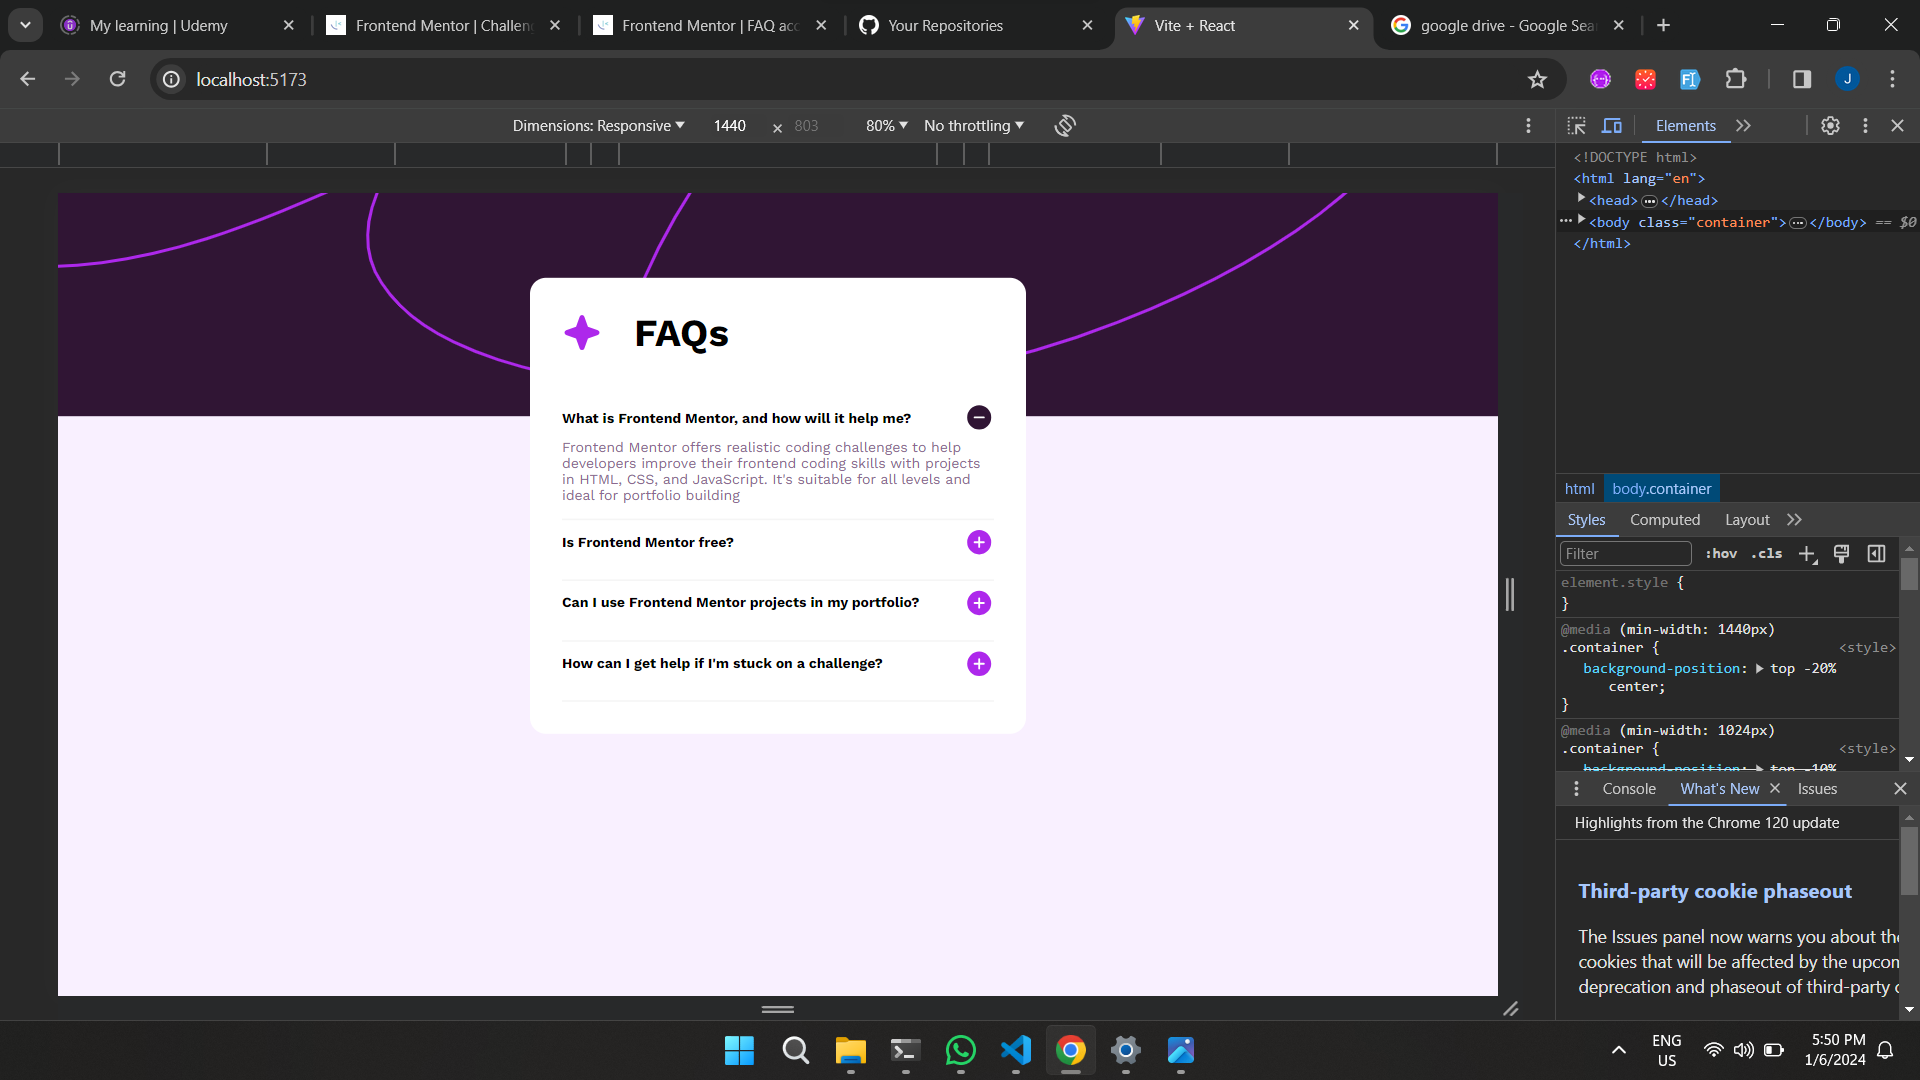 My learning | Udemy
Frontend Mentor | Challen
Frontend Mentor | FAQ acc
Your Repositories
Vite + React
google drive - Google Sea
localhost:5173
J
Dimensions: Responsive
1440
×
803
80%
No throttling
Elements
<!DOCTYPE html>
<html lang="en">
<head> ••• </head>
••• <body class="container"> ••• </body> == $0
</html>
FAQs
What is Frontend Mentor, and how will it help me?
Frontend Mentor offers realistic coding challenges to help
developers improve their frontend coding skills with projects
in HTML, CSS, and JavaScript. It's suitable for all levels and
ideal for portfolio building
Is Frontend Mentor free?
Can I use Frontend Mentor projects in my portfolio?
How can I get help if I'm stuck on a challenge?
html
body.container
Styles
Computed
Layout
Filter
:hov
.cls
element.style {
}
@media (min-width: 1440px)
.container {
<style>
background-position: top -20%
center;
}
@media (min-width: 1024px)
.container {
<style>
background-position: top -10%
Console
What's New
Issues
Highlights from the Chrome 120 update
Third-party cookie phaseout
The Issues panel now warns you about the
cookies that will be affected by the upcom
deprecation and phaseout of third-party c
ENG
US
5:50 PM
1/6/2024